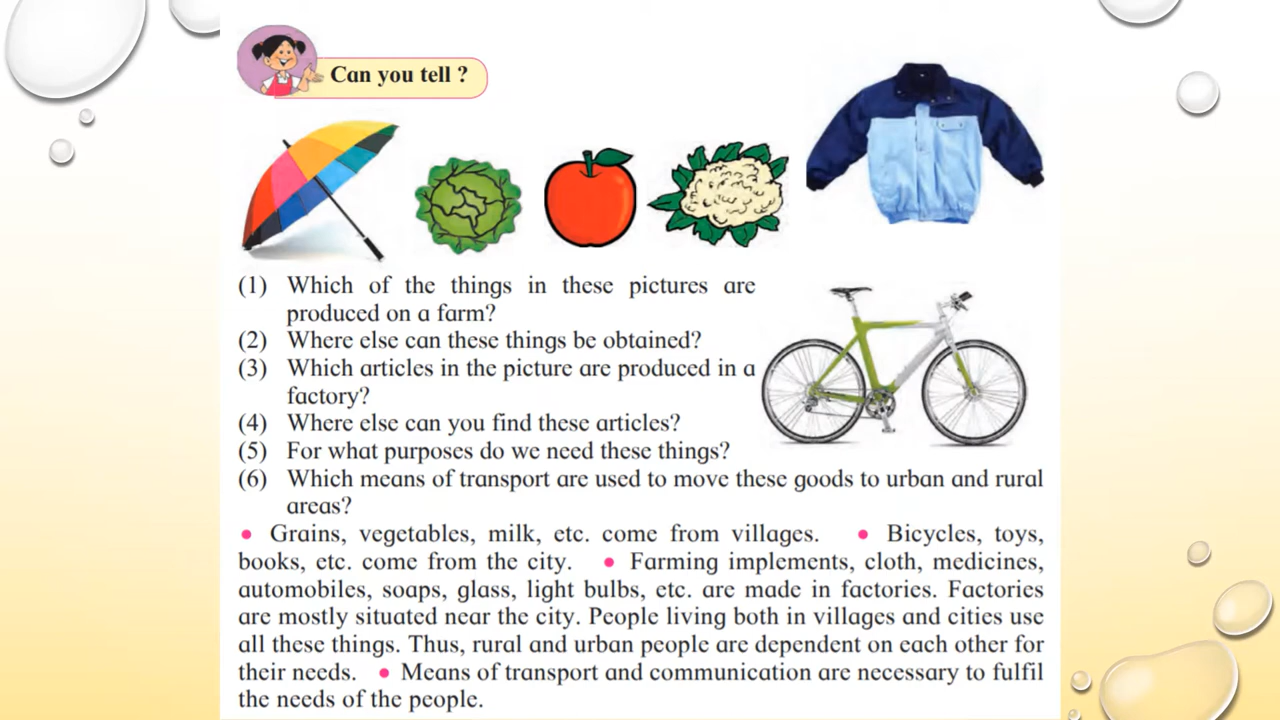 Can you tell ?
(1) Which of the things in these pictures are
produced on a farm?
(2) Where else can these things be obtained?
(3) Which articles in the picture are produced in a
factory?
(4) Where else can you find these articles?
(5) For what purposes do we need these things?
(6) Which means of transport are used to move these goods to urban and rural
areas?
• Grains, vegetables, milk, etc. come from villages. • Bicycles, toys,
books, etc. come from the city. • Farming implements, cloth, medicines,
automobiles, soaps, glass, light bulbs, etc. are made in factories. Factories
are mostly situated near the city. People living both in villages and cities use
all these things. Thus, rural and urban people are dependent on each other for
their needs. • Means of transport and communication are necessary to fulfil
the needs of the people.